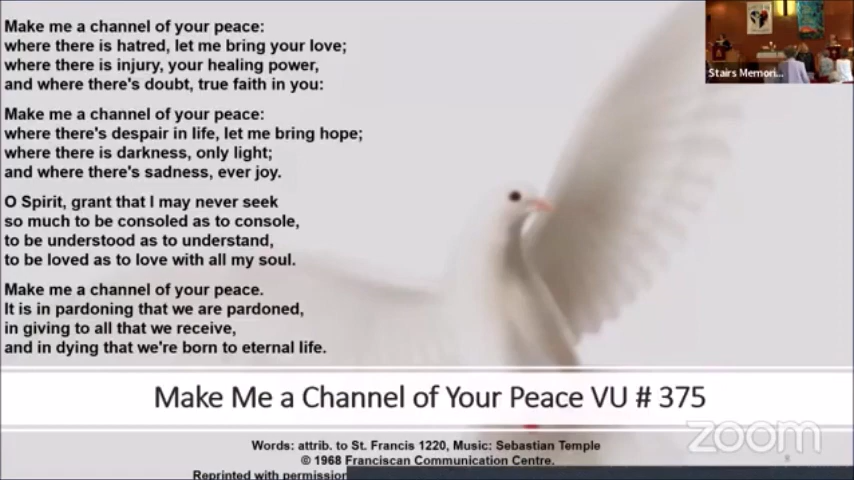 Make me a channel of your peace:
where there is hatred, let me bring your love;
where there is injury, your healing power,
and where there's doubt, true faith in you:
Make me a channel of your peace:
where there's despair in life, let me bring hope;
where there is darkness, only light;
and where there's sadness, ever joy.
O Spirit, grant that I may never seek
so much to be consoled as to console,
to be understood as to understand,
to be loved as to love with all my soul.
Make me a channel of your peace.
It is in pardoning that we are pardoned,
in giving to all that we receive,
and in dying that we're born to eternal life.
Stairs Memori...
Make Me a Channel of Your Peace VU # 375
zoom
Words: attrib. to St. Francis 1220, Music: Sebastian Temple
© 1968 Franciscan Communication Centre.
8
Reprinted with permission